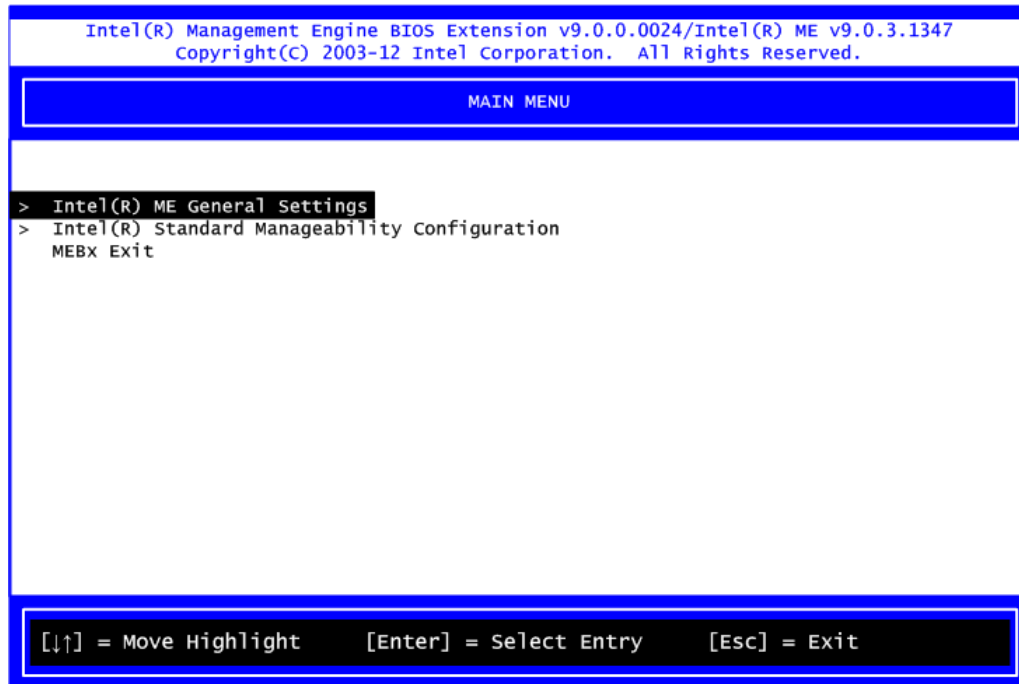 Intel(R) Management Engine BIOS Extension v9.0.0.0024/Intel(R) ME v9.0.3.1347
Copyright(C) 2003-12 Intel Corporation. All Rights Reserved.
MAIN MENU
> Intel(R) ME General Settings
> Intel(R) Standard Manageability Configuration
MEBx Exit
[↓↑] = Move Highlight [Enter] = Select Entry [Esc] = Exit